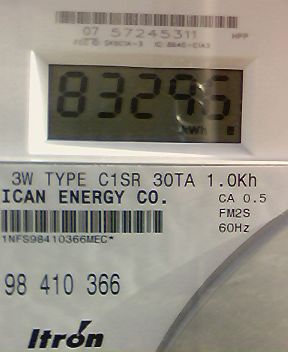 07 57245311 HPP
83295
kWh
3W TYPE C1SR 30TA 1.0Kh
ICAN ENERGY CO. CA 0.5
FM2S
60Hz
1NFS98410366MEC*
98 410 366
Itron